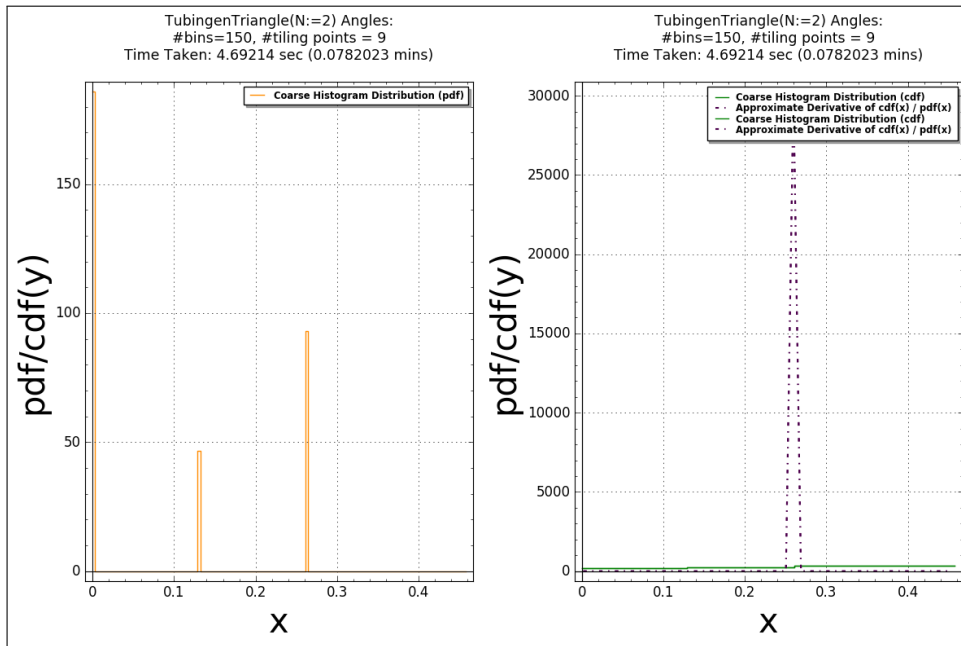 TubingenTriangle(N:=2) Angles:
#bins=150, #tiling points = 9
Time Taken: 4.69214 sec (0.0782023 mins)
Coarse Histogram Distribution (pdf)
pdf/cdf(y)
150
100
50
0
0
0.1
0.2
0.3
0.4
x
TubingenTriangle(N:=2) Angles:
#bins=150, #tiling points = 9
Time Taken: 4.69214 sec (0.0782023 mins)
Coarse Histogram Distribution (cdf)
Approximate Derivative of cdf(x) / pdf(x)
Coarse Histogram Distribution (cdf)
Approximate Derivative of cdf(x) / pdf(x)
pdf/cdf(y)
30000
25000
20000
15000
10000
5000
0
0
0.1
0.2
0.3
0.4
x